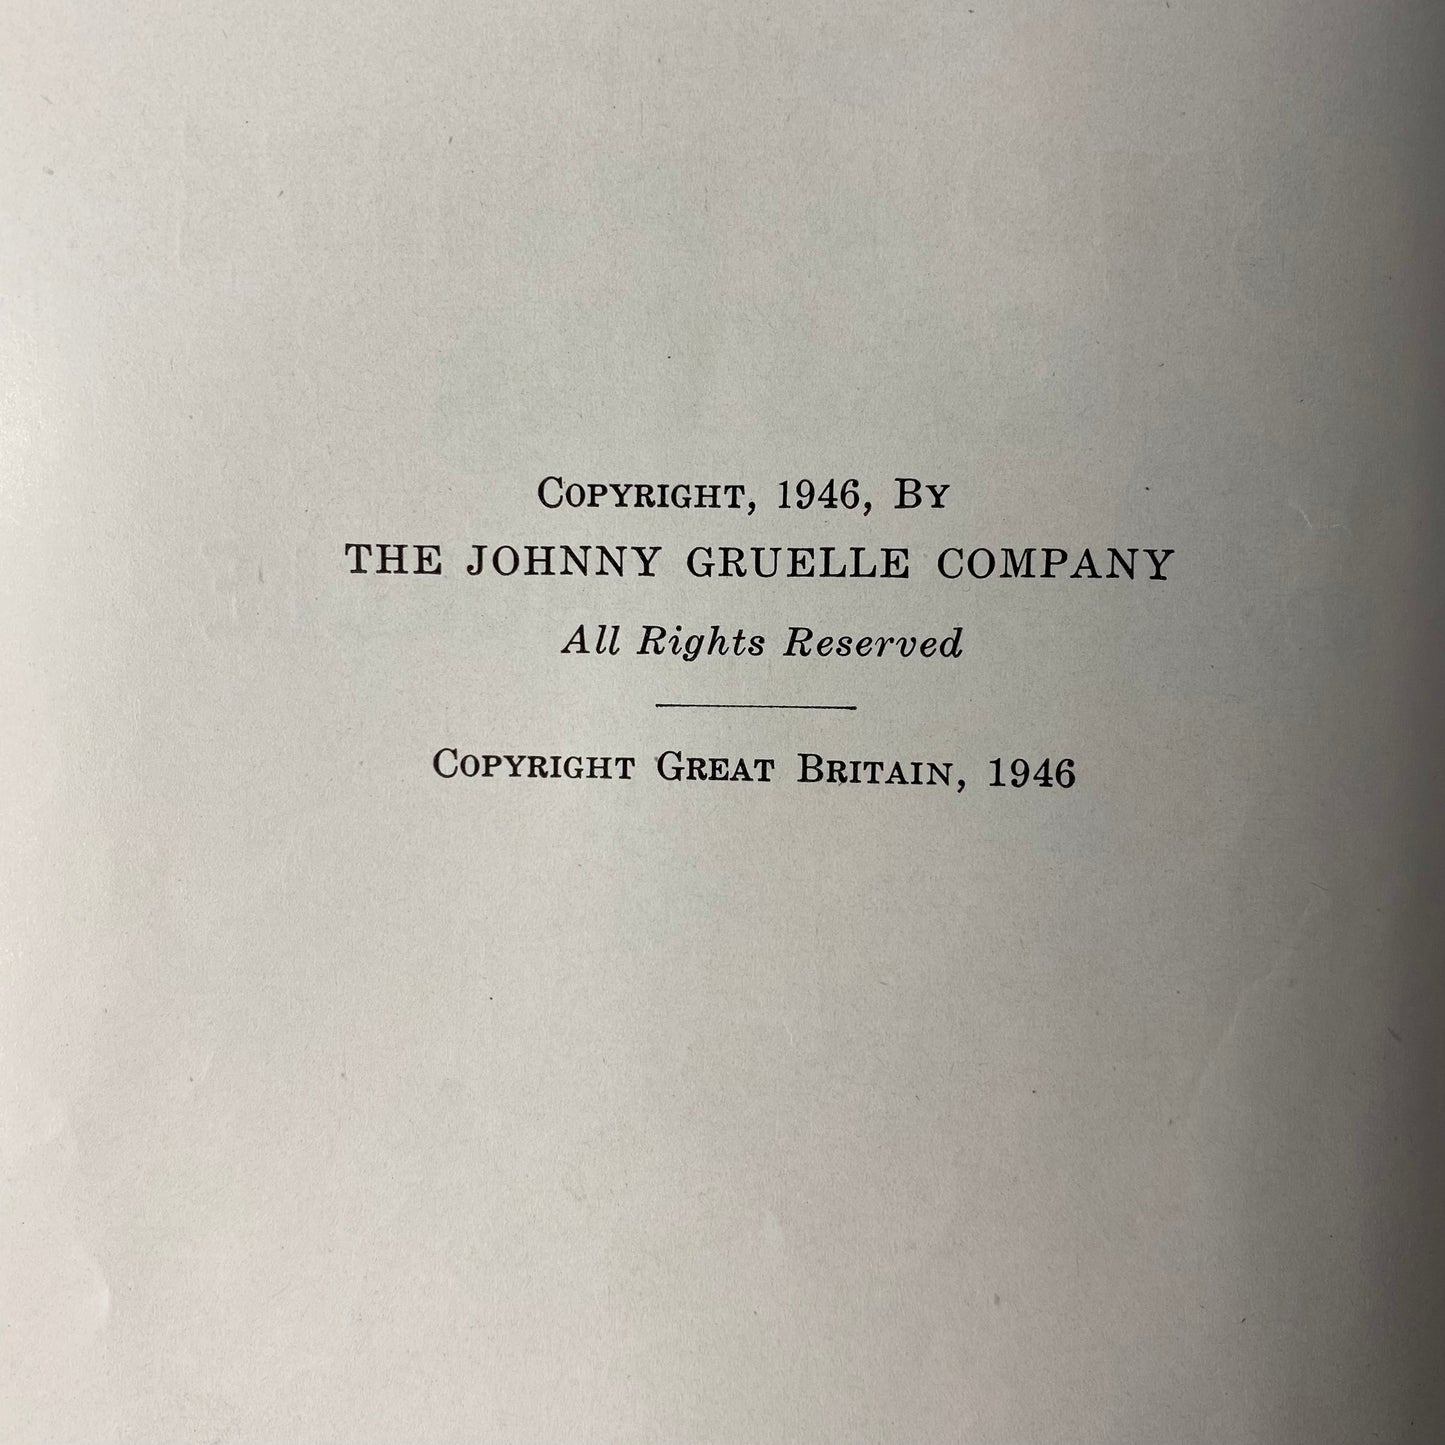 Copyright, 1946, By
THE JOHNNY GRUELLE COMPANY
All Rights Reserved
Copyright Great Britain, 1946